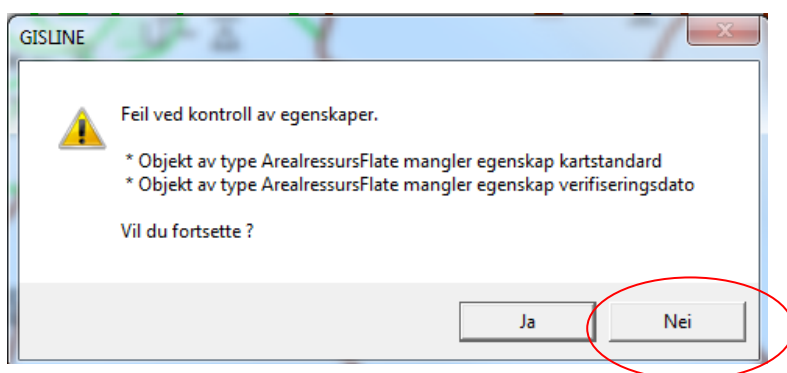 GISLINE
Feil ved kontroll av egenskaper.
* Objekt av type ArealressursFlate mangler egenskap kartstandard
* Objekt av type ArealressursFlate mangler egenskap verifiseringsdato
Vil du fortsette ?
Ja
Nei